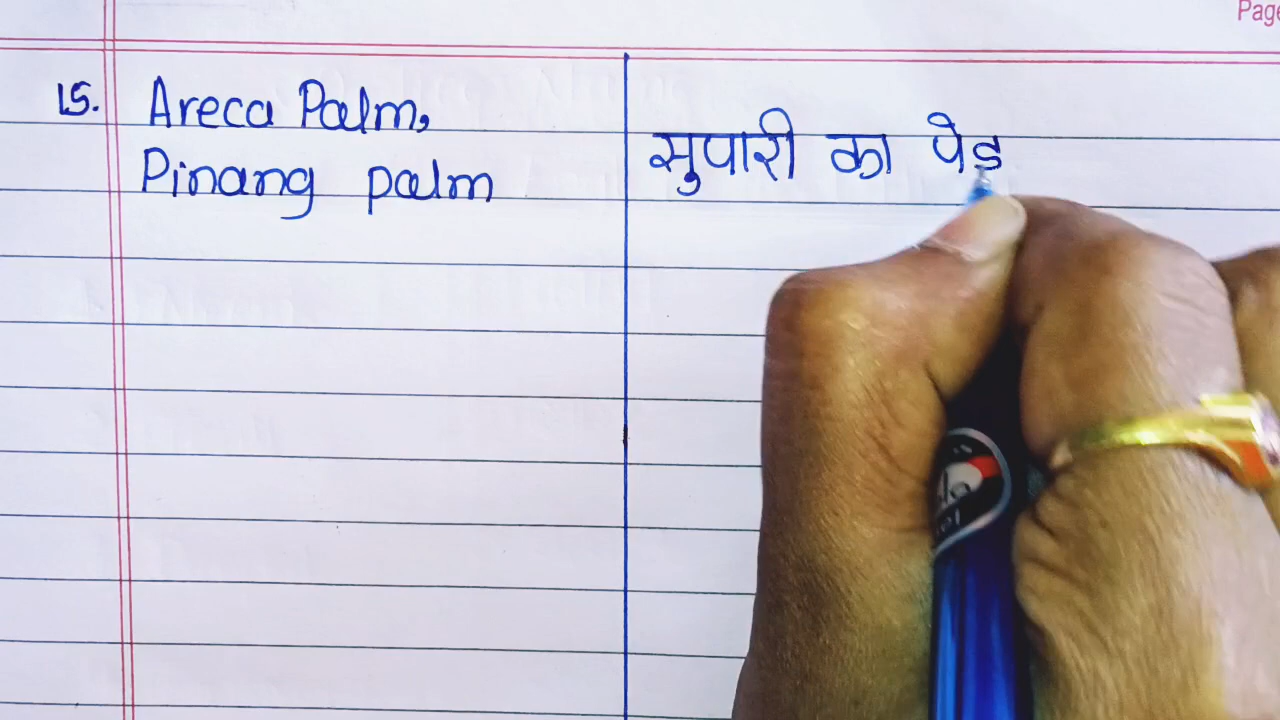 Page
15. Areca Palm, सुपारी का पेड
Pinang palm